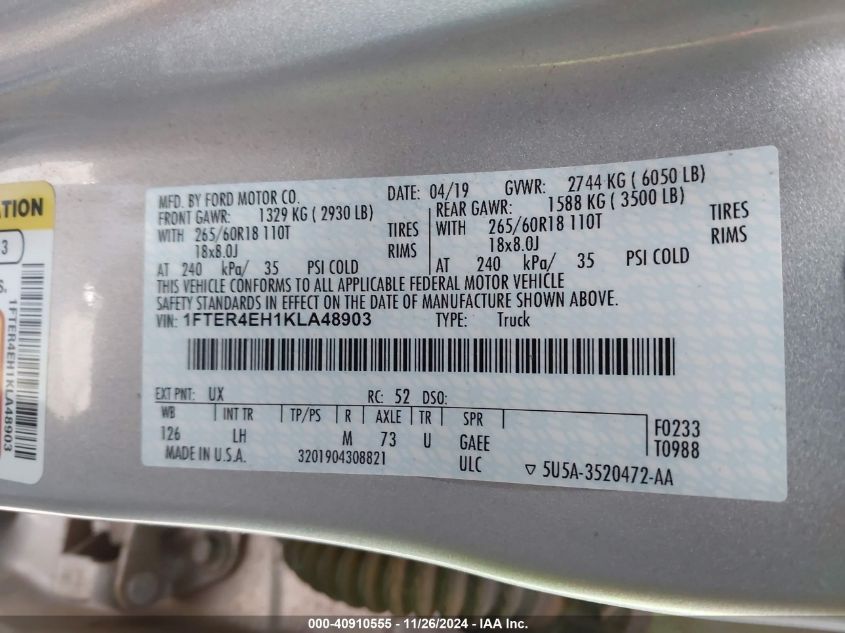 MFD. BY FORD MOTOR CO. DATE: 04/19 GVWR: 2744 KG ( 6050 LB)
FRONT GAWR: 1329 KG ( 2930 LB) REAR GAWR: 1588 KG ( 3500 LB)
WITH 265/60R18 110T TIRES WITH 265/60R18 110T TIRES
18x8.0J RIMS 18x8.0J RIMS
AT 240 kPa/ 35 PSI COLD AT 240 kPa/ 35 PSI COLD
THIS VEHICLE CONFORMS TO ALL APPLICABLE FEDERAL MOTOR VEHICLE
SAFETY STANDARDS IN EFFECT ON THE DATE OF MANUFACTURE SHOWN ABOVE.
VIN: 1FTER4EH1KLA48903 TYPE: Truck
EXT PNT: UX RC: 52 DSO:
WB INT TR TP/PS R AXLE TR SPR
126 LH M 73 U GAEE
ULC
F0233
T0988
MADE IN U.S.A. 3201904308821
▽ 5U5A-3520472-AA
ATION
3
S.
1FTER4EH1KLA48903
000-40910555 - 11/26/2024 - IAA Inc.